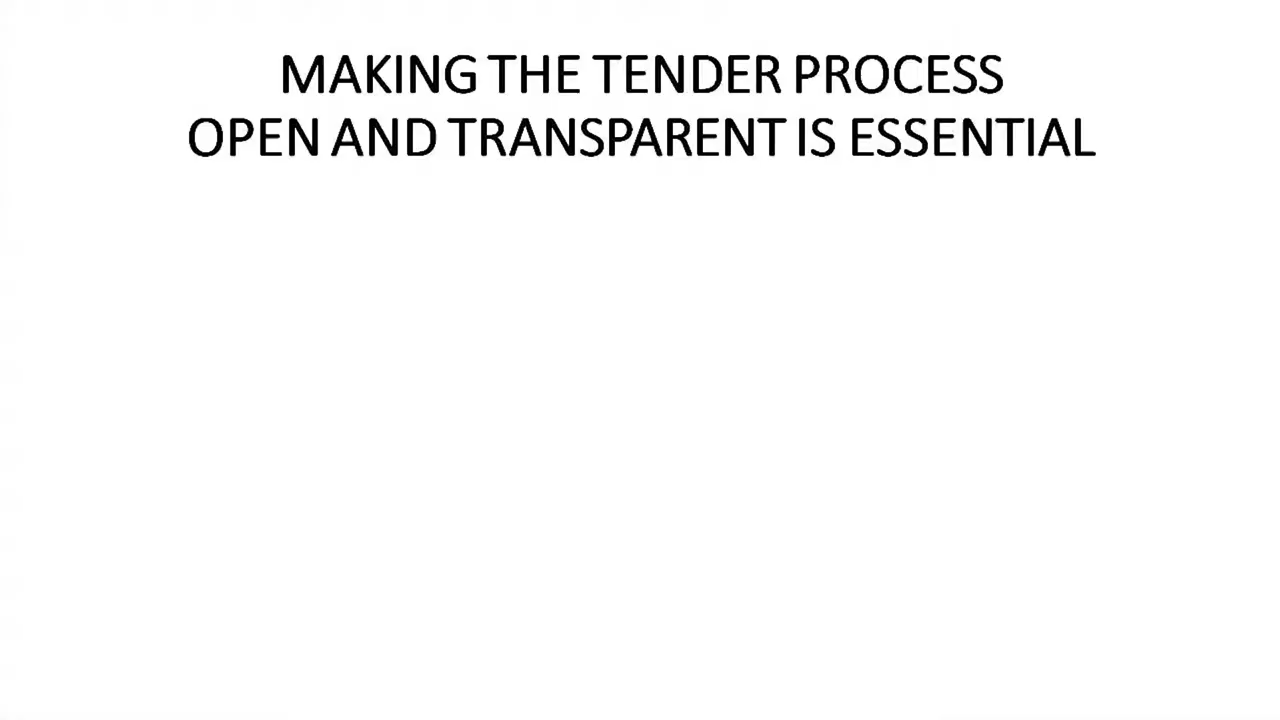 MAKING THE TENDER PROCESS
OPEN AND TRANSPARENT IS ESSENTIAL